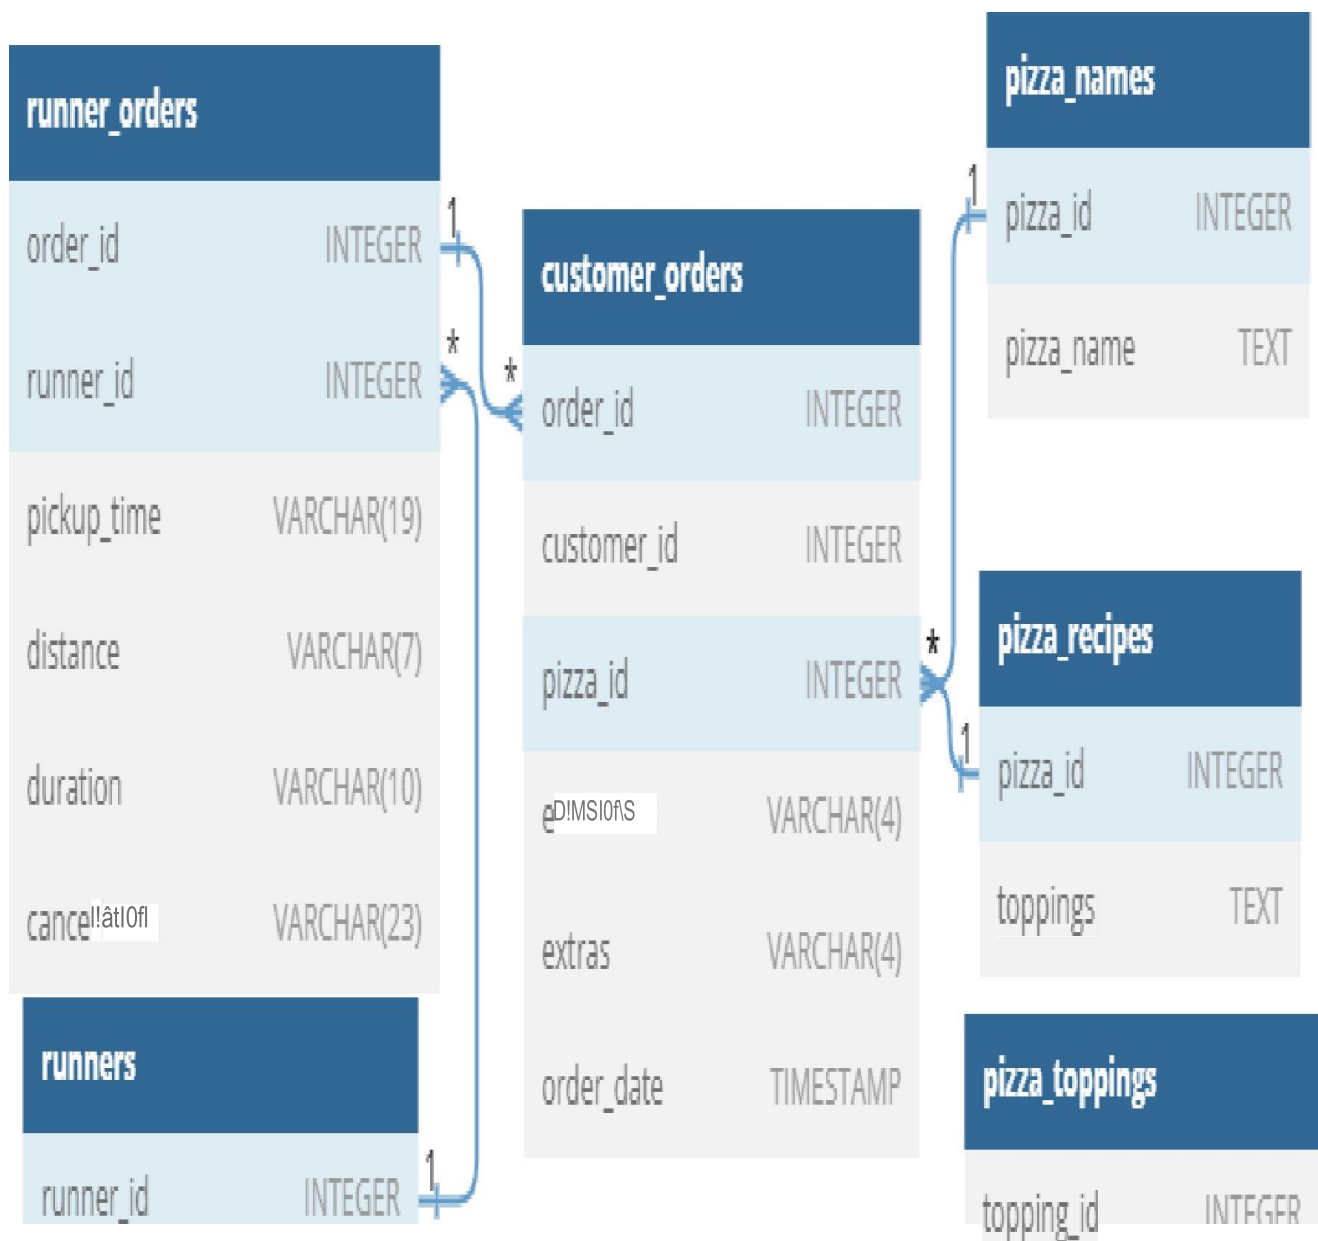 runner_orders
order_id INTEGER
runner_id INTEGER
pickup_time VARCHAR(19)
distance VARCHAR(7)
duration VARCHAR(10)
VARCHAR(23)
runners
runner_id INTEGER
1
*
1
*
customer_orders
order_id INTEGER
customer_id INTEGER
pizza_id INTEGER
VARCHAR(4)
extras VARCHAR(4)
order_date TIMESTAMP
*
1
1
pizza_names
pizza_id INTEGER
pizza_name TEXT
pizza_recipes
pizza_id INTEGER
toppings TEXT
pizza_toppings
topping_id INTEGER